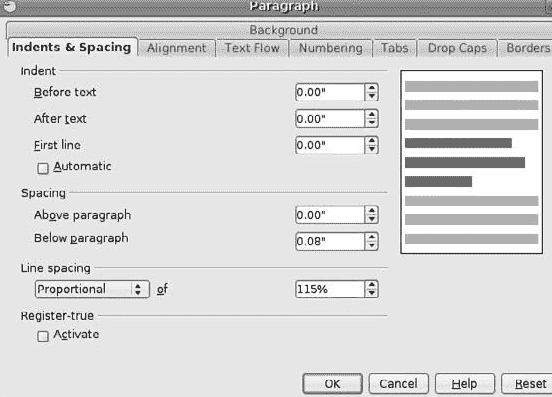 Paragraph
Background
Indents & Spacing Alignment Text Flow Numbering Tabs Drop Caps Borders
Indent
Before text 0.00"
After text 0.00"
First line 0.00"
Automatic
Spacing
Above paragraph 0.00"
Below paragraph 0.08"
Line spacing
Proportional of 115%
Register-true
Activate
OK Cancel Help Reset